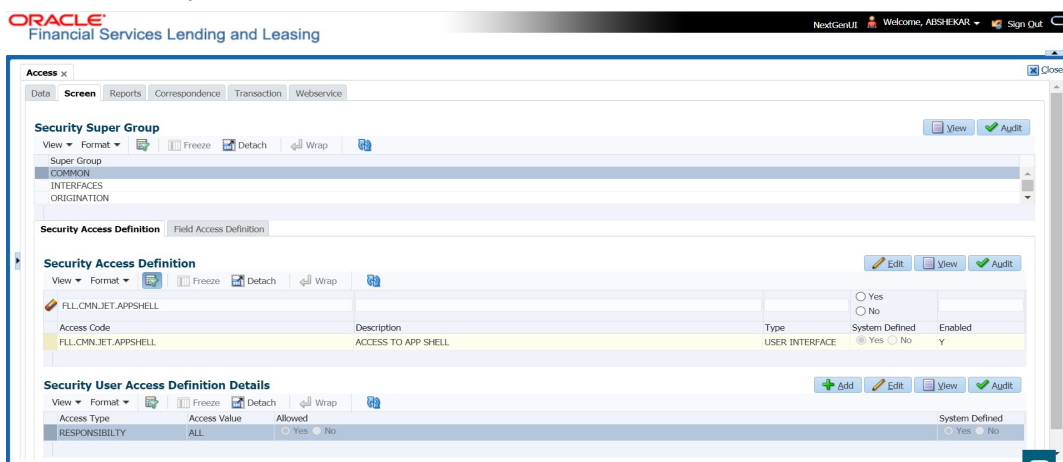 ORACLE®
Financial Services Lending and Leasing
NextGenUI Welcome, ABSHEKAR Sign Out
Access × Close
Data Screen Reports Correspondence Transaction Webservice
Security Super Group View Audit
View Format Freeze Detach Wrap
Super Group
COMMON
INTERFACES
ORIGINATION
Security Access Definition Field Access Definition
Security Access Definition Edit View Audit
View Format Freeze Detach Wrap
FLL.CMN.JET.APPSHELL Yes
No
Access Code Description Type System Defined Enabled
FLL.CMN.JET.APPSHELL ACCESS TO APP SHELL USER INTERFACE Yes No Y
Security User Access Definition Details Add Edit View Audit
View Format Freeze Detach Wrap
Access Type Access Value Allowed System Defined
RESPONSIBILTY ALL Yes No Yes No